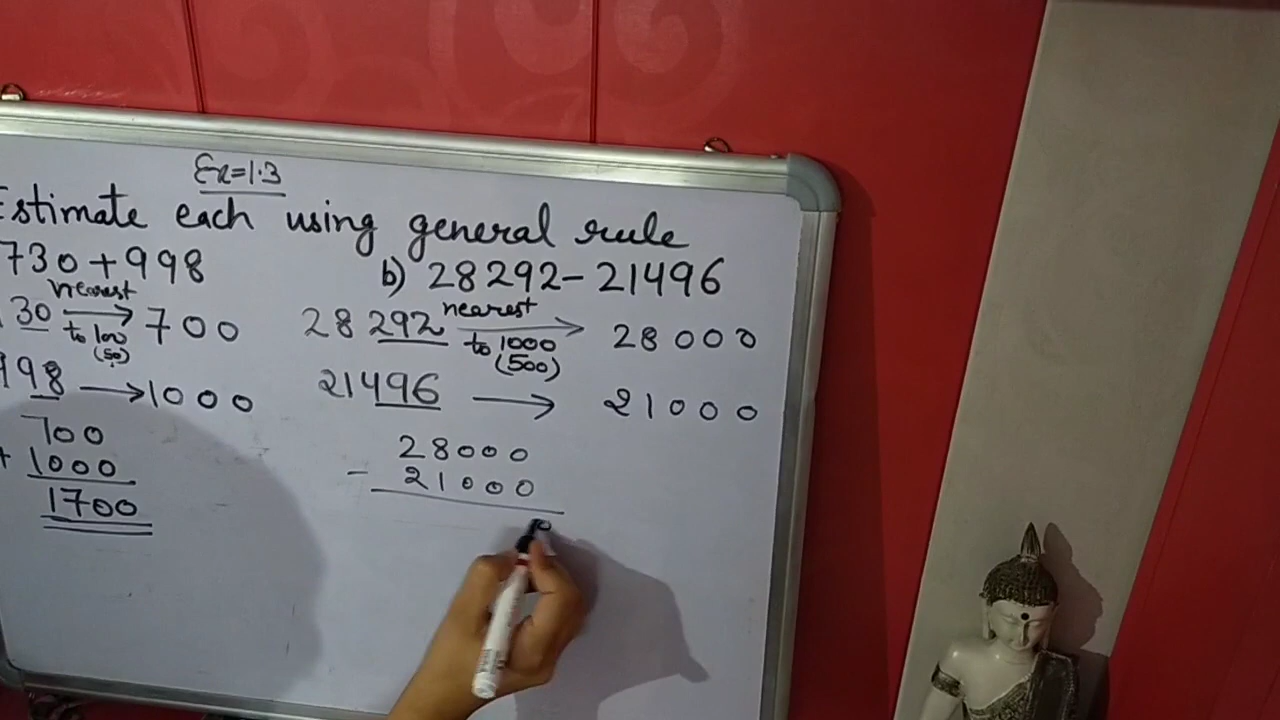 Ex=1.3
Estimate each using general rule
730+998
nearest
30 → 700
to 100
(50)
998 → 1000
700
+ 1000
1700
b) 28292-21496
28292 nearest → 28000
to 1000
(500)
21496 → 21000
28000
- 21000
0